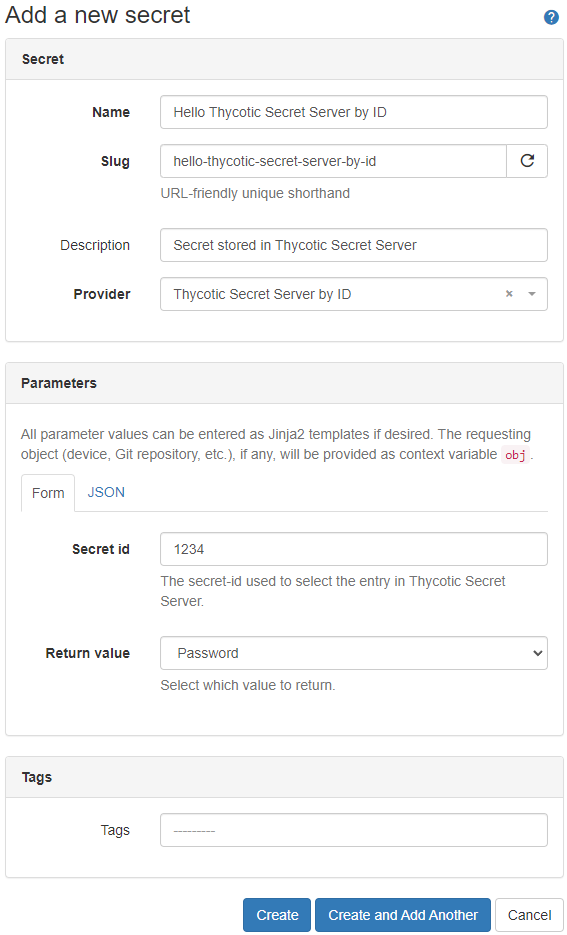 Add a new secret
?
Secret
Name
Hello Thycotic Secret Server by ID
Slug
hello-thycotic-secret-server-by-id
URL-friendly unique shorthand
Description
Secret stored in Thycotic Secret Server
Provider
Thycotic Secret Server by ID
×
Parameters
All parameter values can be entered as Jinja2 templates if desired. The requesting
object (device, Git repository, etc.), if any, will be provided as context variable obj .
Form
JSON
Secret id
1234
The secret-id used to select the entry in Thycotic Secret
Server.
Return value
Password
Select which value to return.
Tags
Tags
---------
Create
Create and Add Another
Cancel